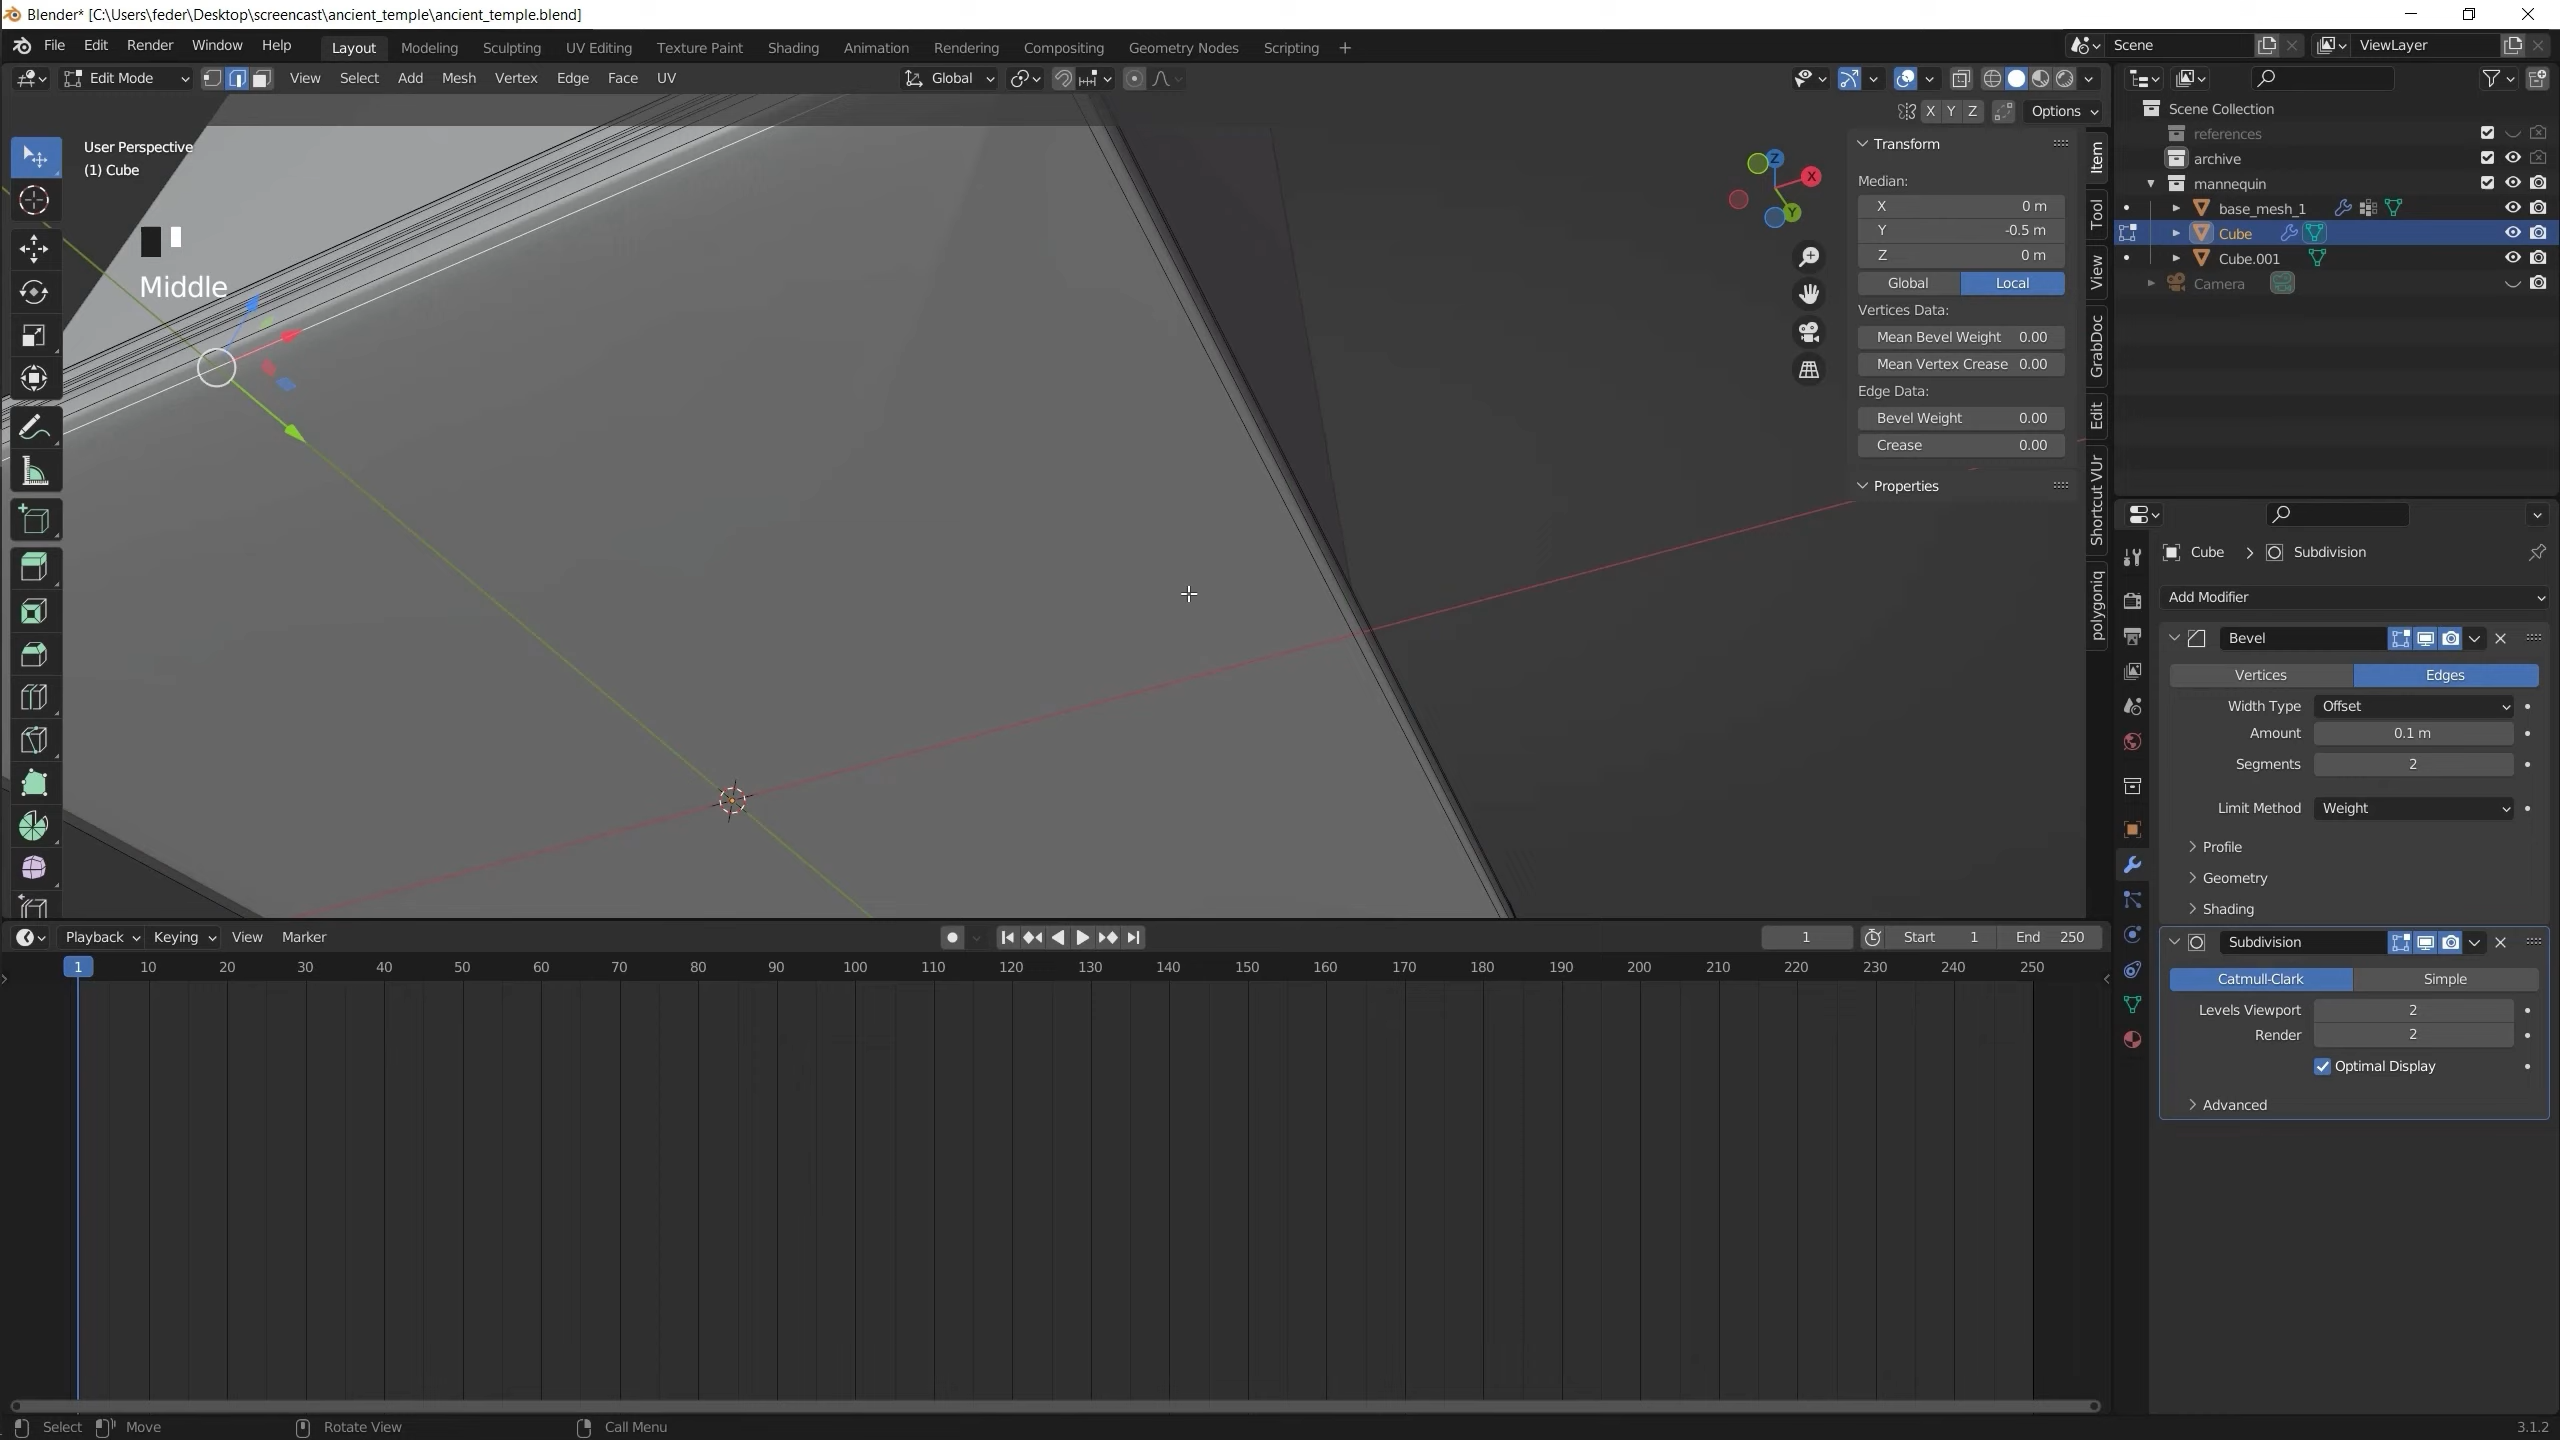 Blender* [C:\Users\feder\Desktop\screencast\ancient_temple\ancient_temple.blend]
File Edit Render Window Help Layout Modeling Sculpting UV Editing Texture Paint Shading Animation Rendering Compositing Geometry Nodes Scripting + Scene ViewLayer
Edit Mode View Select Add Mesh Vertex Edge Face UV Global
X Y Z Options
User Perspective
(1) Cube
Middle
Z
X
Y
Transform
Median:
X 0 m
Y -0.5 m
Z 0 m
Global Local
Vertices Data:
Mean Bevel Weight 0.00
Mean Vertex Crease 0.00
Edge Data:
Bevel Weight 0.00
Crease 0.00
Properties
Item
Tool
View
GrabDoc
Edit
Shortcut VUr
polygoniq
Scene Collection
references
archive
mannequin
base_mesh_1
Cube
Cube.001
Camera
Cube > Subdivision
Add Modifier
Bevel
Vertices Edges
Width Type Offset
Amount 0.1 m
Segments 2
Limit Method Weight
Profile
Geometry
Shading
Subdivision
Catmull-Clark Simple
Levels Viewport 2
Render 2
Optimal Display
Advanced
Playback Keying View Marker 1 Start 1 End 250
1 10 20 30 40 50 60 70 80 90 100 110 120 130 140 150 160 170 180 190 200 210 220 230 240 250
Select Move Rotate View Call Menu 3.1.2